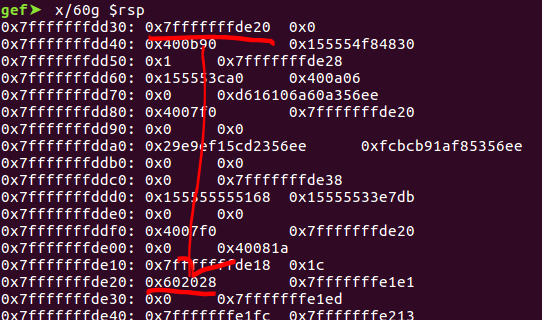 gef➤ x/60g $rsp
0x7fffffffdd30: 0x7fffffffde20 0x0
0x7fffffffdd40: 0x400b90 0x155554f84830
0x7fffffffdd50: 0x1 0x7fffffffde28
0x7fffffffdd60: 0x155553ca0 0x400a06
0x7fffffffdd70: 0x0 0xd616106a60a356ee
0x7fffffffdd80: 0x4007f0 0x7fffffffde20
0x7fffffffdd90: 0x0 0x0
0x7fffffffdda0: 0x29e9ef15cd2356ee 0xfcbcb91af85356ee
0x7fffffffddb0: 0x0 0x0
0x7fffffffddc0: 0x0 0x7fffffffde38
0x7fffffffddd0: 0x155555555168 0x15555533e7db
0x7fffffffdde0: 0x0 0x0
0x7fffffffddf0: 0x4007f0 0x7fffffffde20
0x7fffffffde00: 0x0 0x40081a
0x7fffffffde10: 0x7fffffffde18 0x1c
0x7fffffffde20: 0x602028 0x7fffffffe1e1
0x7fffffffde30: 0x0 0x7fffffffe1ed
0x7fffffffde40: 0x7fffffffe1fc 0x7fffffffe213